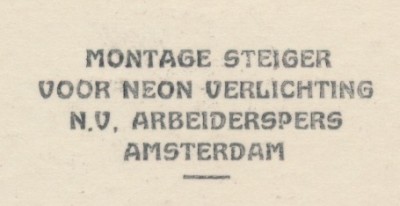 MONTAGE STEIGER
VOOR NEON VERLICHTING
N.V. ARBEIDERSPERS
AMSTERDAM